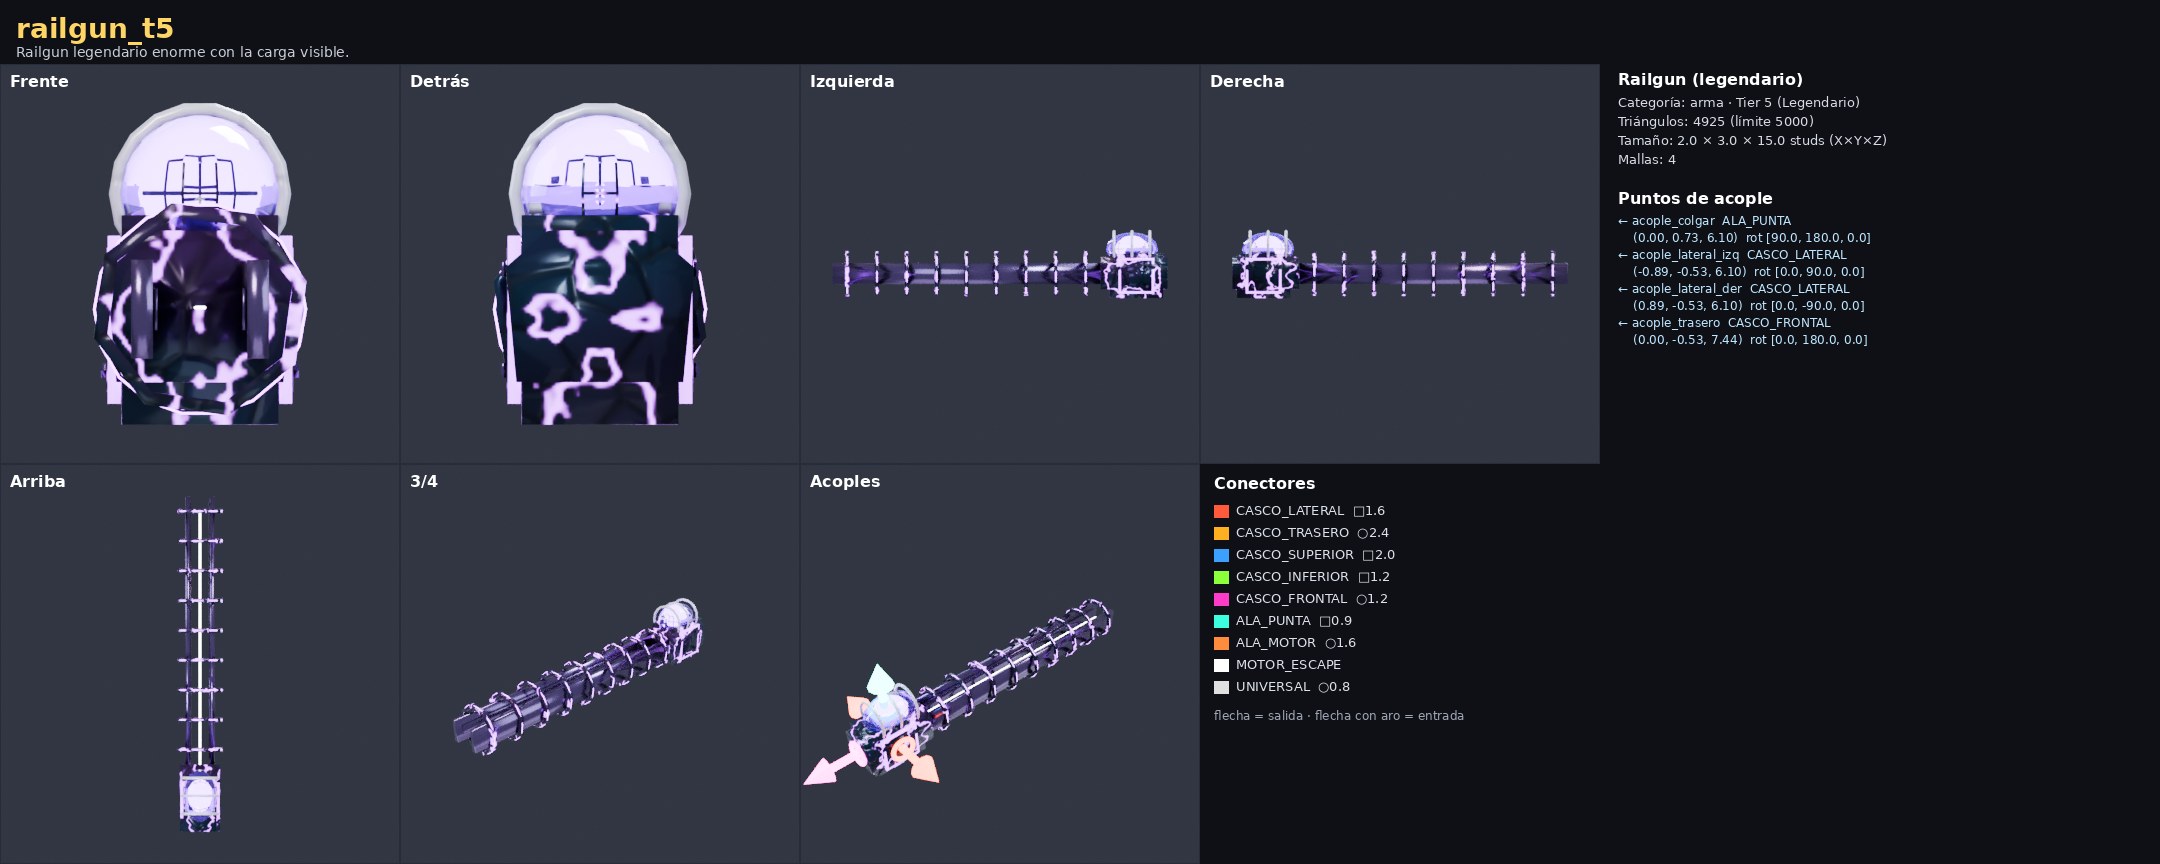 railgun_t5
Railgun legendario enorme con la carga visible.
Frente
Detrás
Izquierda
Derecha
Railgun (legendario)
Categoría: arma · Tier 5 (Legendario)
Triángulos: 4925 (límite 5000)
Tamaño: 2.0 × 3.0 × 15.0 studs (X×Y×Z)
Mallas: 4
Puntos de acople
← acople_colgar ALA_PUNTA
(0.00, 0.73, 6.10) rot [90.0, 180.0, 0.0]
← acople_lateral_izq CASCO_LATERAL
(-0.89, -0.53, 6.10) rot [0.0, 90.0, 0.0]
← acople_lateral_der CASCO_LATERAL
(0.89, -0.53, 6.10) rot [0.0, -90.0, 0.0]
← acople_trasero CASCO_FRONTAL
(0.00, -0.53, 7.44) rot [0.0, 180.0, 0.0]
Arriba
3/4
Acoples
Conectores
CASCO_LATERAL □1.6
CASCO_TRASERO ○2.4
CASCO_SUPERIOR □2.0
CASCO_INFERIOR □1.2
CASCO_FRONTAL ○1.2
ALA_PUNTA □0.9
ALA_MOTOR ○1.6
MOTOR_ESCAPE
UNIVERSAL ○0.8
flecha = salida · flecha con aro = entrada